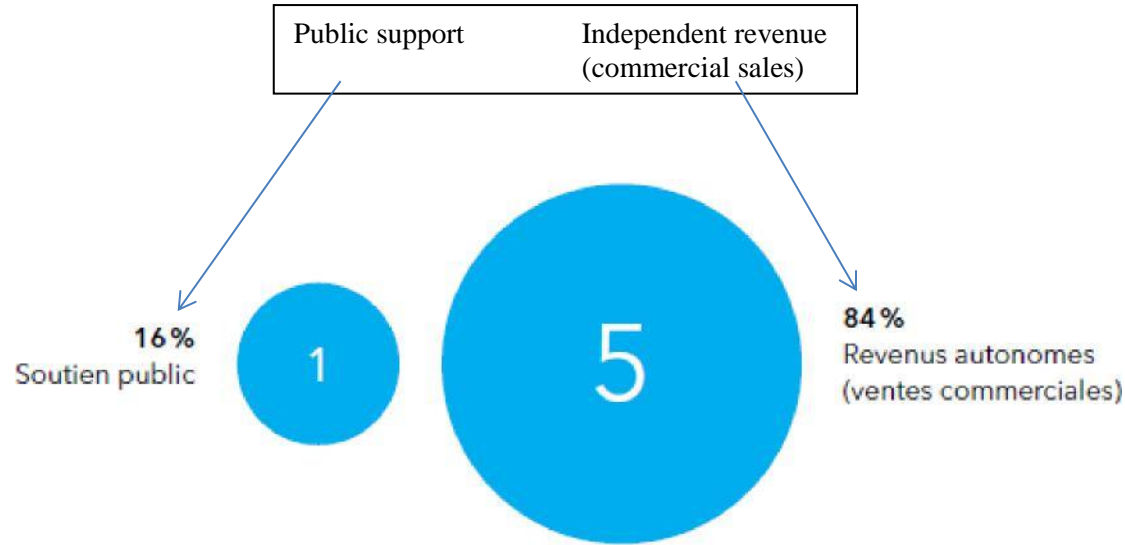 Public support
Independent revenue
(commercial sales)
16 %
Soutien public
1
5
84 %
Revenus autonomes
(ventes commerciales)